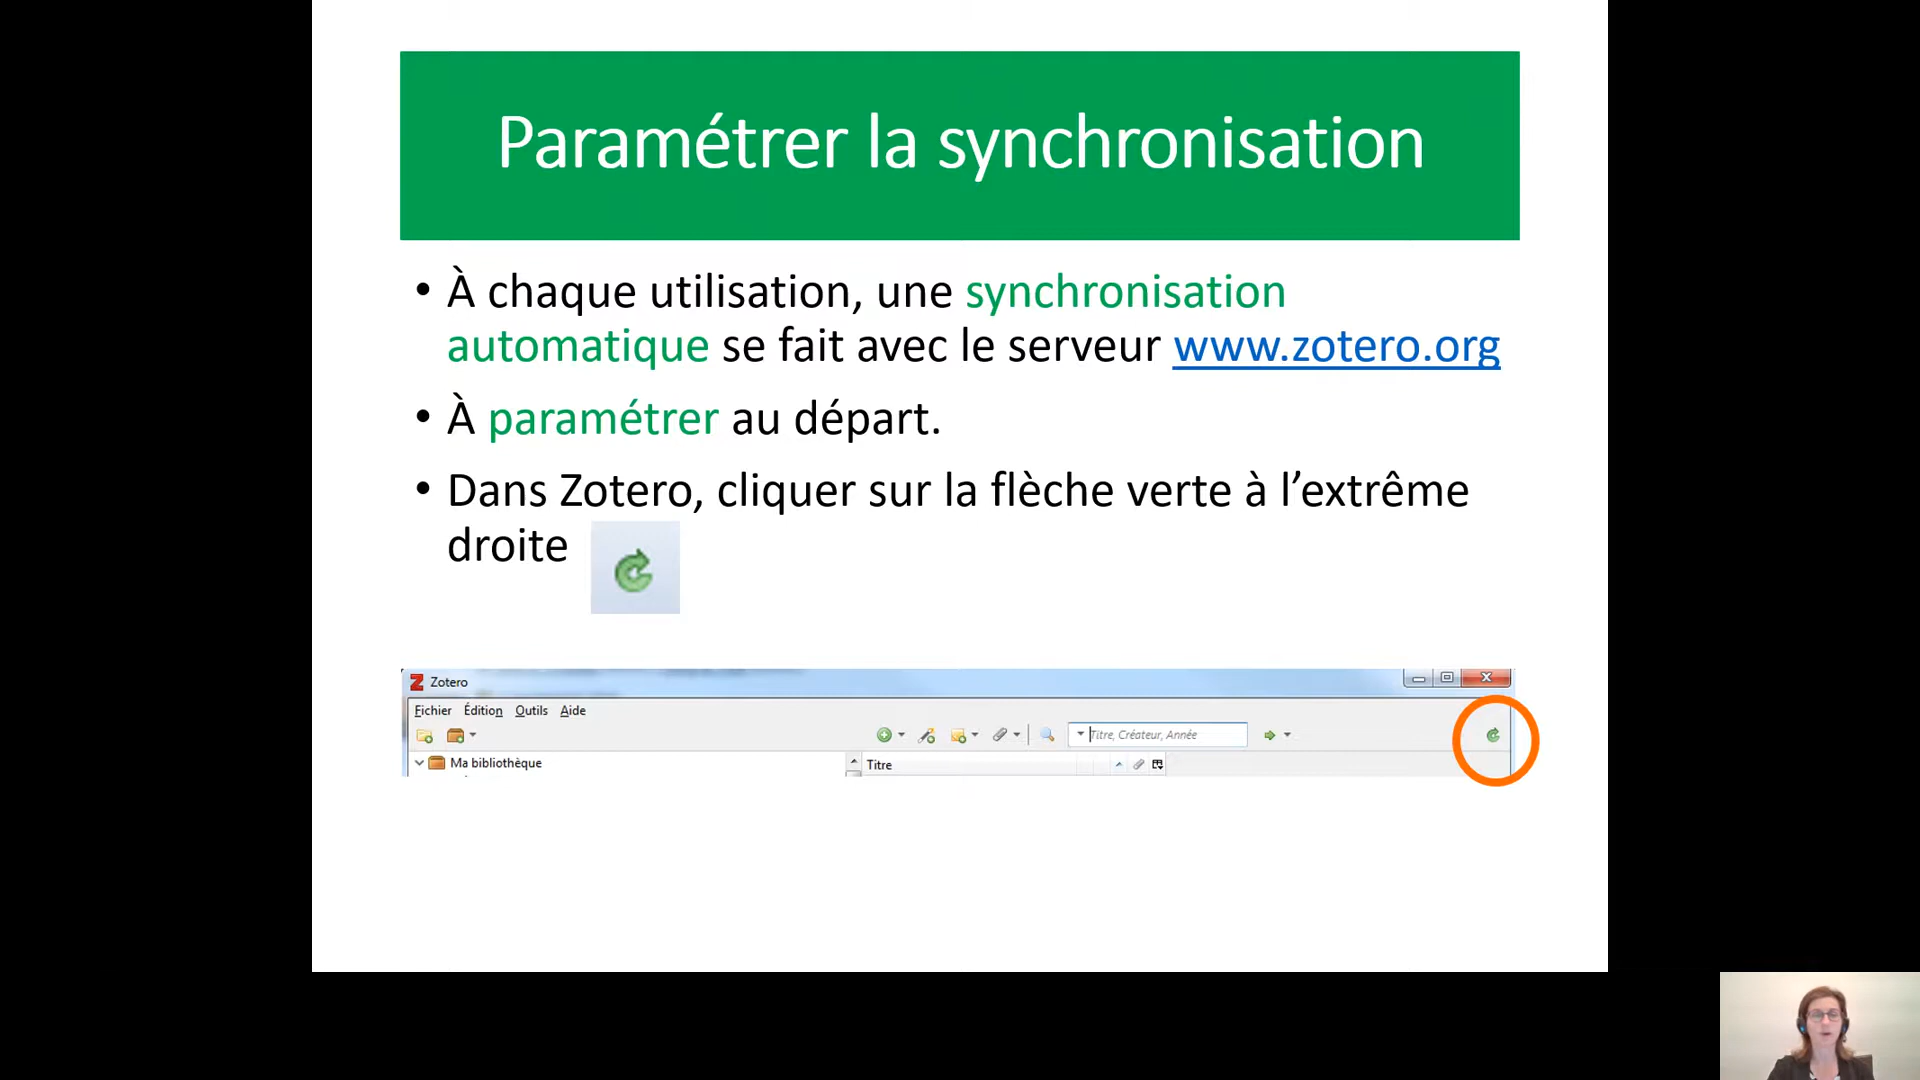 Paramétrer la synchronisation
• À chaque utilisation, une synchronisation
automatique se fait avec le serveur www.zotero.org
• À paramétrer au départ.
• Dans Zotero, cliquer sur la flèche verte à l’extrême
droite
Zotero
Fichier Édition Outils Aide
Titre, Créateur, Année
Ma bibliothèque
Titre